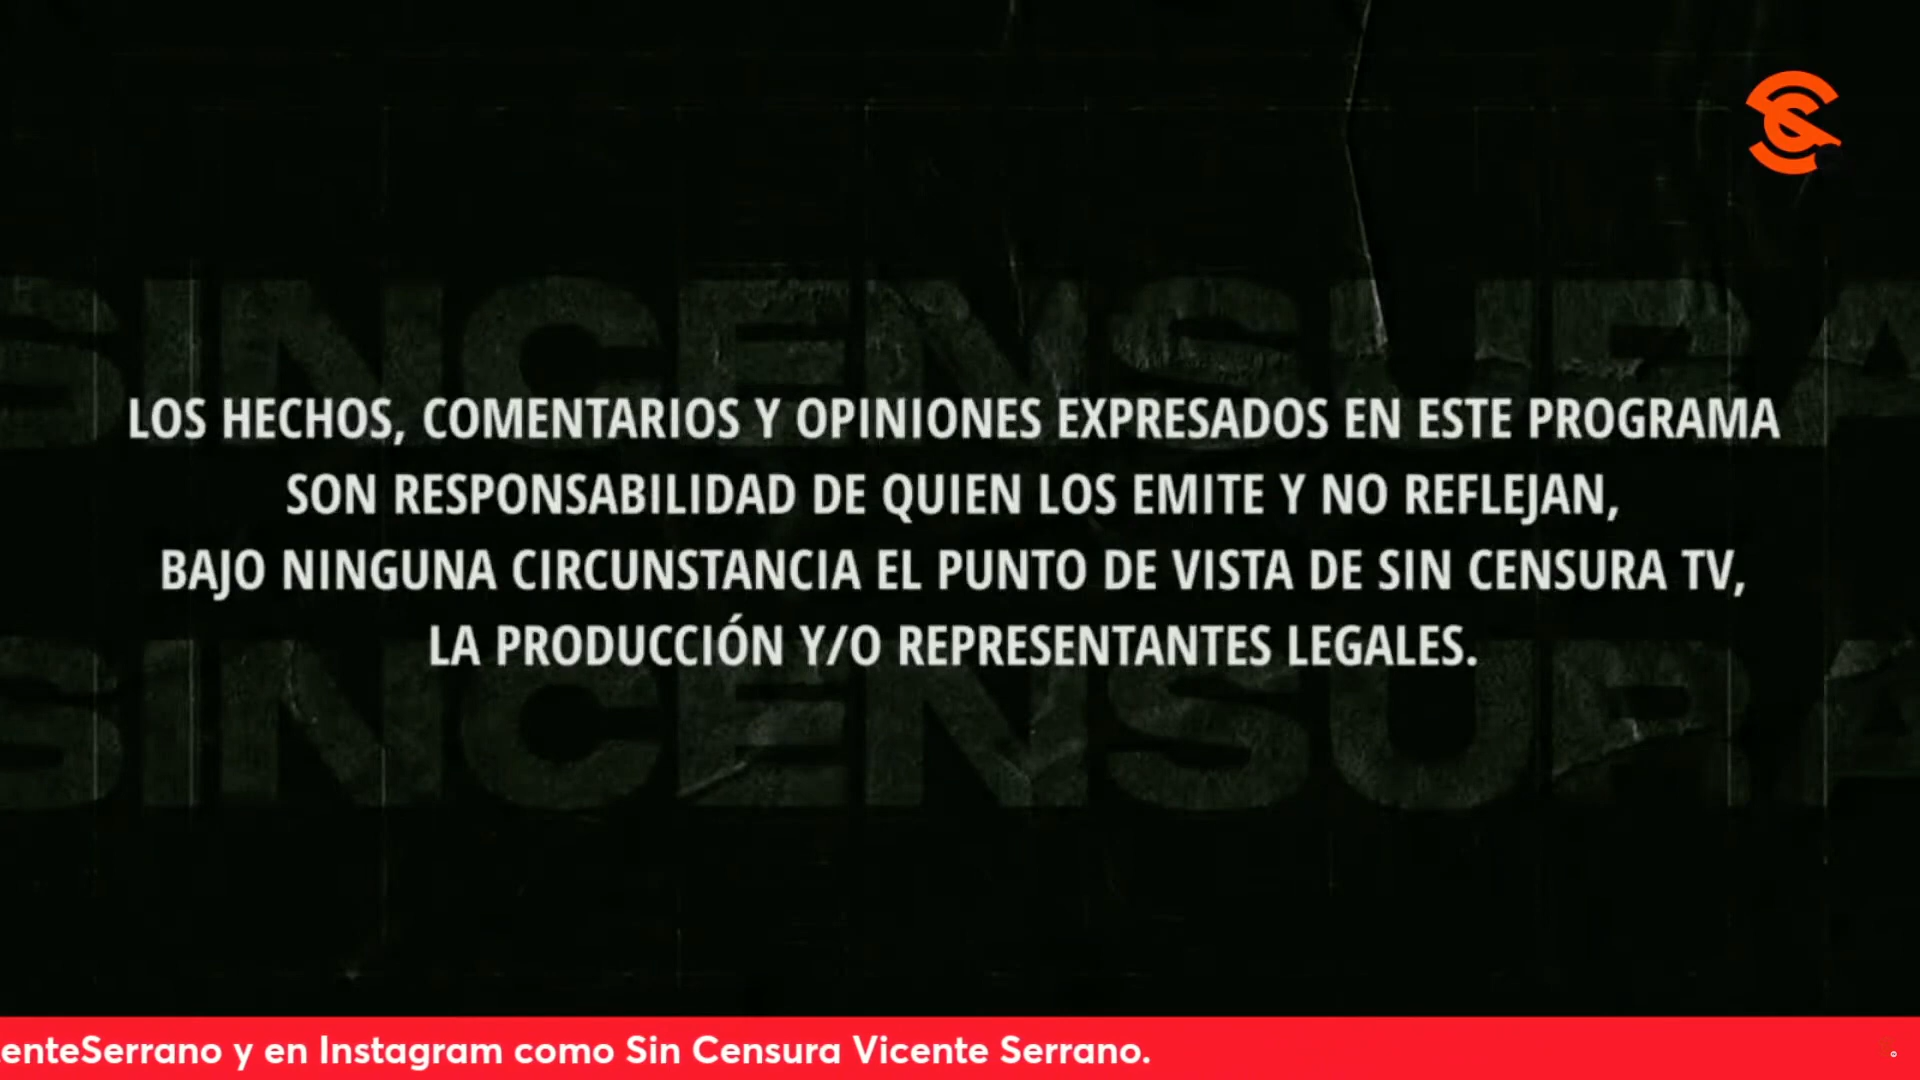 SINCENSURA
LOS HECHOS, COMENTARIOS Y OPINIONES EXPRESADOS EN ESTE PROGRAMA
SON RESPONSABILIDAD DE QUIEN LOS EMITE Y NO REFLEJAN,
BAJO NINGUNA CIRCUNSTANCIA EL PUNTO DE VISTA DE SIN CENSURA TV,
LA PRODUCCIÓN Y/O REPRESENTANTES LEGALES.
SINCENSURA
enteSerrano y en Instagram como Sin Censura Vicente Serrano.